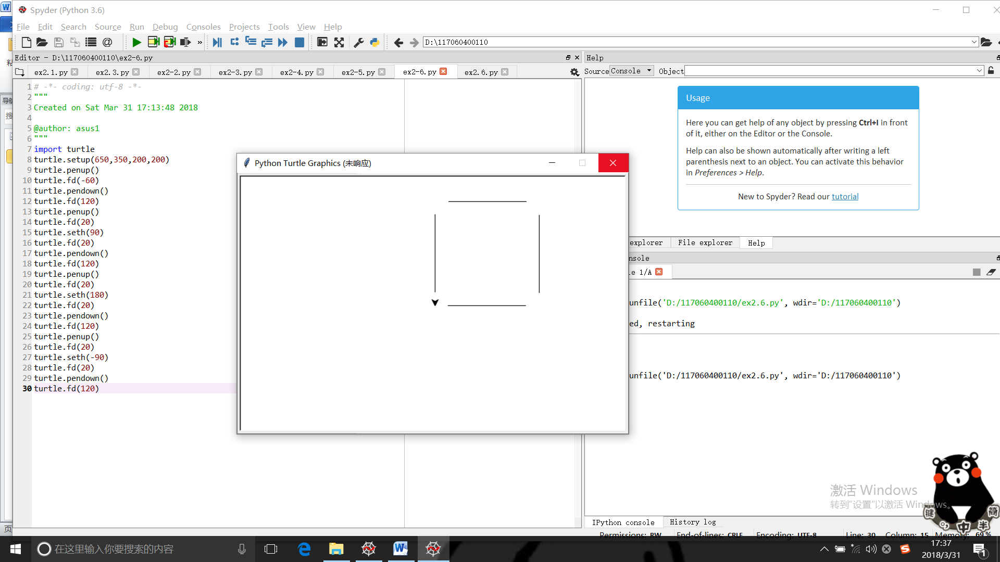 Spyder (Python 3.6)
File Edit Search Source Run Debug Consoles Projects Tools View Help
D:\117060400110
Editor - D:\117060400110\ex2-6.py
Help
ex2.1.py ex2.3.py ex2-2.py ex2-3.py ex2-4.py ex2-5.py ex2-6.py ex2.6.py
Source Console Object
1 # -*- coding: utf-8 -*-
2 """
3 Created on Sat Mar 31 17:13:48 2018
4
5 @author: asus1
6 """
7 import turtle
8 turtle.setup(650,350,200,200)
9 turtle.penup()
10 turtle.fd(-60)
11 turtle.pendown()
12 turtle.fd(120)
13 turtle.penup()
14 turtle.fd(20)
15 turtle.seth(90)
16 turtle.fd(20)
17 turtle.pendown()
18 turtle.fd(120)
19 turtle.penup()
20 turtle.fd(20)
21 turtle.seth(180)
22 turtle.fd(20)
23 turtle.pendown()
24 turtle.fd(120)
25 turtle.penup()
26 turtle.fd(20)
27 turtle.seth(-90)
28 turtle.fd(20)
29 turtle.pendown()
30 turtle.fd(120)
Python Turtle Graphics (未响应)
Usage
Here you can get help of any object by pressing Ctrl+I in front
of it, either on the Editor or the Console.
Help can also be shown automatically after writing a left
parenthesis next to an object. You can activate this behavior
in Preferences > Help.
New to Spyder? Read our tutorial
explorer File explorer Help
nsole
le 1/A
unfile('D:/117060400110/ex2.6.py', wdir='D:/117060400110')
ed, restarting
unfile('D:/117060400110/ex2.6.py', wdir='D:/117060400110')
激活 Windows
转到“设置”以激活 Windows。
键 中 半 简
IPython console History log
Permissions: RW End-of-lines: CRLF Encoding: UTF-8 Line: 30 Column: 15 Memory: 69 %
在这里输入你要搜索的内容
17:37
2018/3/31
1